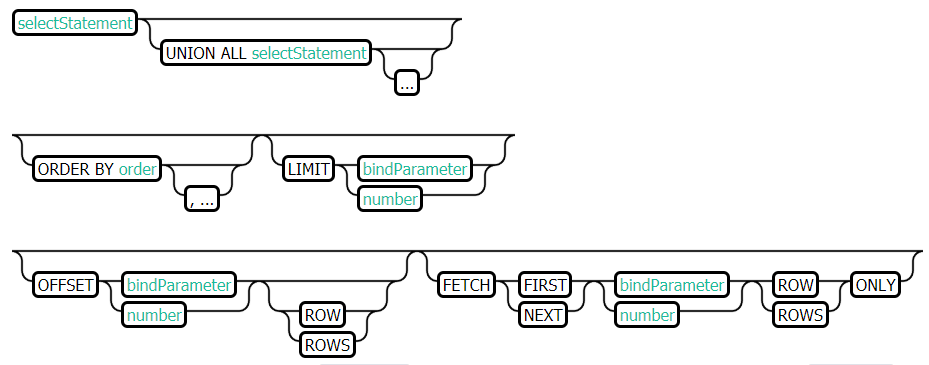 selectStatement
UNION ALL selectStatement
...
ORDER BY order LIMIT bindParameter
, ... number
OFFSET bindParameter FETCH FIRST bindParameter ROW ONLY
number ROW NEXT number ROWS
ROWS